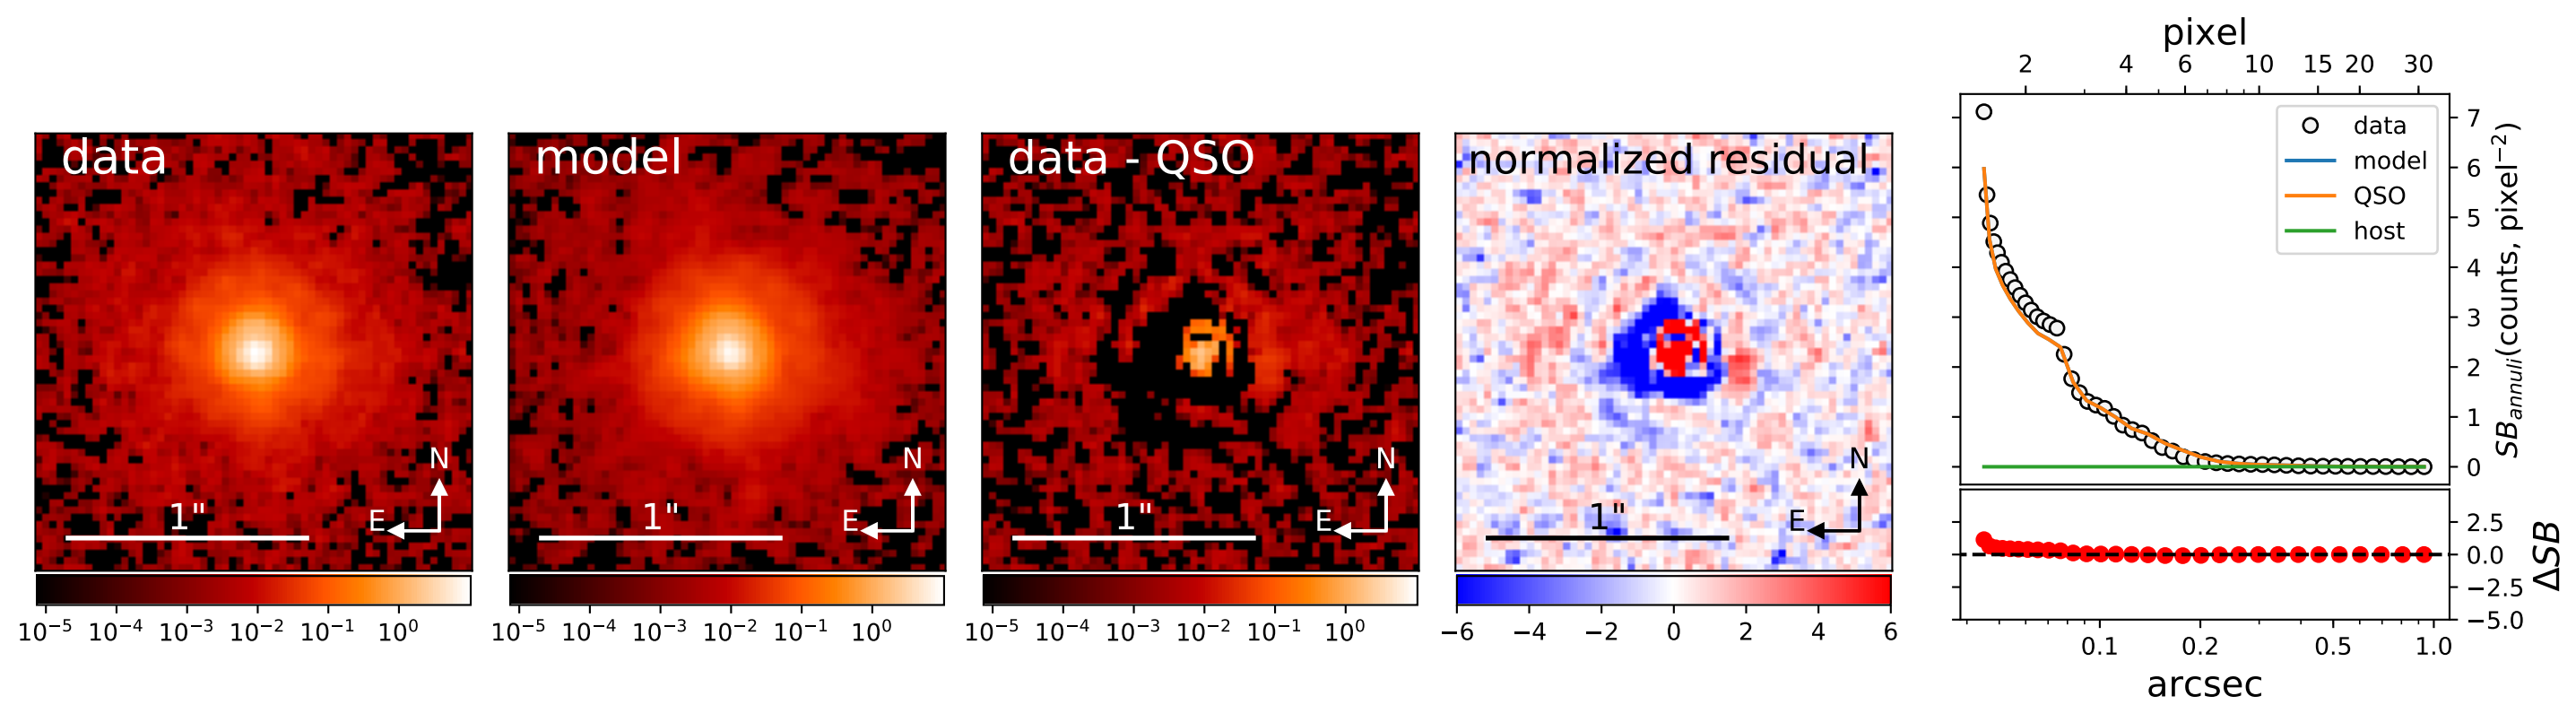 data
N
E
1"
10⁻⁵ 10⁻⁴ 10⁻³ 10⁻² 10⁻¹ 10⁰
model
N
E
1"
10⁻⁵ 10⁻⁴ 10⁻³ 10⁻² 10⁻¹ 10⁰
data - QSO
N
E
1"
10⁻⁵ 10⁻⁴ 10⁻³ 10⁻² 10⁻¹ 10⁰
normalized residual
N
E
1"
−6 −4 −2 0 2 4 6
pixel
2 4 6 10 15 20 30
data
model
QSO
host
7
6
5
4
3
2
1
0
SB_annuli(counts, pixel⁻²)
2.5
0.0
−2.5
−5.0
ΔSB
0.1 0.2 0.5 1.0
arcsec